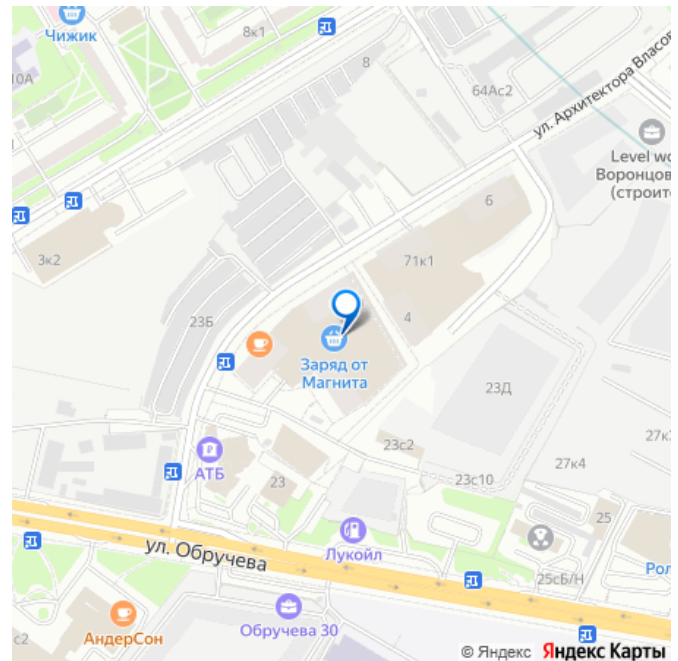 Чижик
8к1
10А
8
64Ас2
ул. Архитектора Власов
Level wo
Воронцов
(строите
6
3к2
71к1
23Б
4
Заряд от
Магнита
23Д
23с2
27к
АТБ
23с10
27к4
23
25
Лукойл
ул. Обручева
25сБ/Н
Рол
с2
АндерСон
Обручева 30
© Яндекс Яндекс Карты